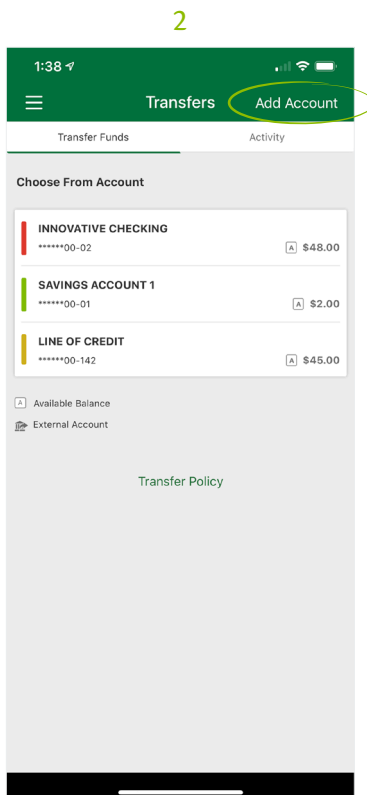 2
1:38
Transfers
Add Account
Transfer Funds
Activity
Choose From Account
INNOVATIVE CHECKING
******00-02
A $48.00
SAVINGS ACCOUNT 1
******00-01
A $2.00
LINE OF CREDIT
******00-142
A $45.00
A Available Balance
External Account
Transfer Policy